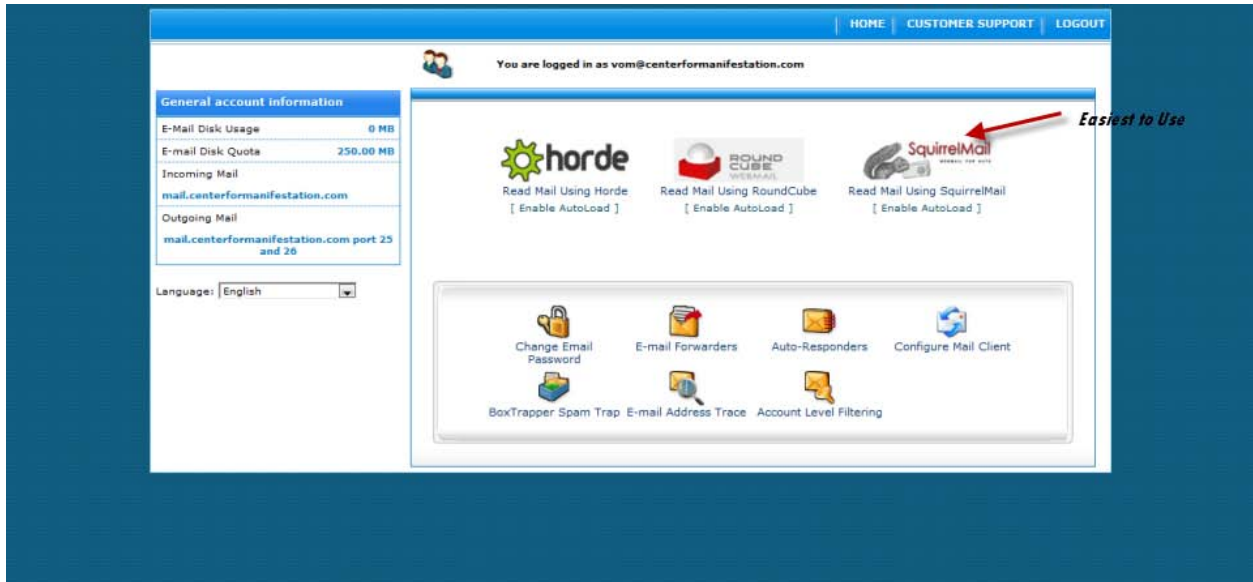 HOME CUSTOMER SUPPORT LOGOUT
You are logged in as vom@centerformanifestation.com
General account information
E-Mail Disk Usage 0 MB
E-mail Disk Quota 250.00 MB
Incoming Mail
mail.centerformanifestation.com
Outgoing Mail
mail.centerformanifestation.com port 25
and 26
Language: English
Easiest to Use
horde
ROUND
CUBE
WEBMAIL
SquirrelMail
WEBMAIL FOR NUTS
Read Mail Using Horde Read Mail Using RoundCube Read Mail Using SquirrelMail
[ Enable AutoLoad ] [ Enable AutoLoad ] [ Enable AutoLoad ]
Change Email
Password
E-mail Forwarders Auto-Responders Configure Mail Client
BoxTrapper Spam Trap E-mail Address Trace Account Level Filtering